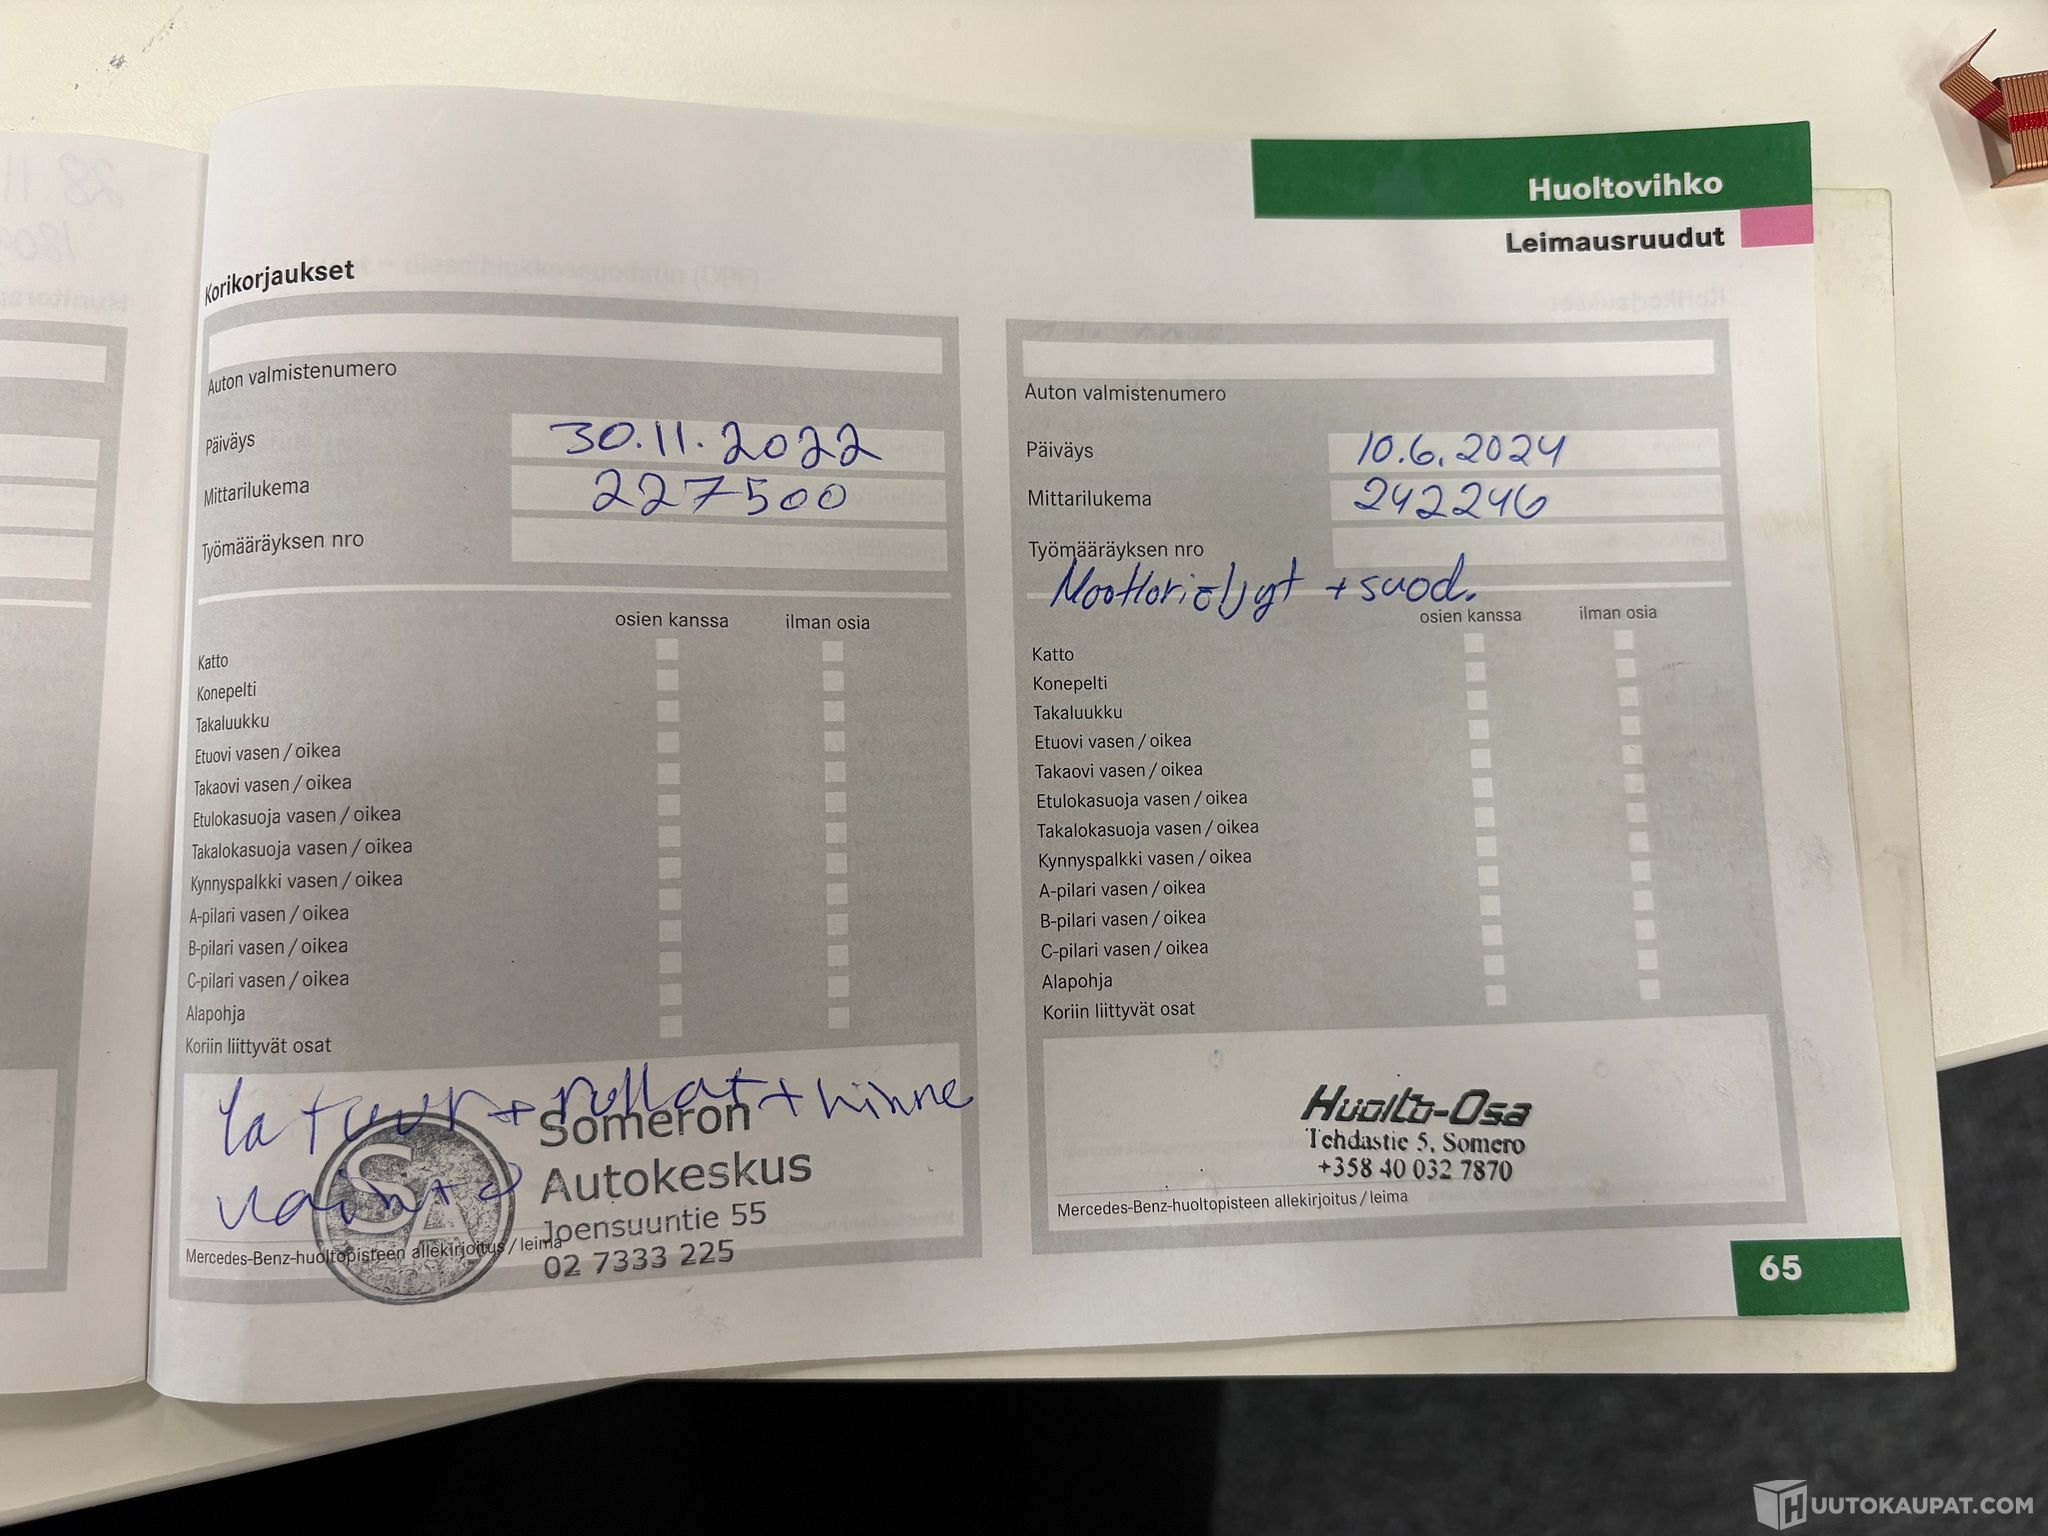 Huoltovihko
Leimausruudut
Korikorjaukset
Auton valmistenumero
Päiväys 30.11.2022
Mittarilukema 227500
Työmääräyksen nro
osien kanssa ilman osia
Katto
Konepelti
Takaluukku
Etuovi vasen / oikea
Takaovi vasen / oikea
Etulokasuoja vasen / oikea
Takalokasuoja vasen / oikea
Kynnyspalkki vasen / oikea
A-pilari vasen / oikea
B-pilari vasen / oikea
C-pilari vasen / oikea
Alapohja
Koriin liittyvät osat
laturi + rullat + hihna
vaihto
SA
Someron
Autokeskus
Joensuuntie 55
02 7333 225
Mercedes-Benz-huoltopisteen allekirjoitus / leima
Auton valmistenumero
Päiväys 10.6.2024
Mittarilukema 242246
Työmääräyksen nro
Moottoriöljyt + suod.
osien kanssa ilman osia
Katto
Konepelti
Takaluukku
Etuovi vasen / oikea
Takaovi vasen / oikea
Etulokasuoja vasen / oikea
Takalokasuoja vasen / oikea
Kynnyspalkki vasen / oikea
A-pilari vasen / oikea
B-pilari vasen / oikea
C-pilari vasen / oikea
Alapohja
Koriin liittyvät osat
Huolto-Osa
Tehdastie 5, Somero
+358 40 032 7870
Mercedes-Benz-huoltopisteen allekirjoitus / leima
65
HUUTOKAUPAT.COM